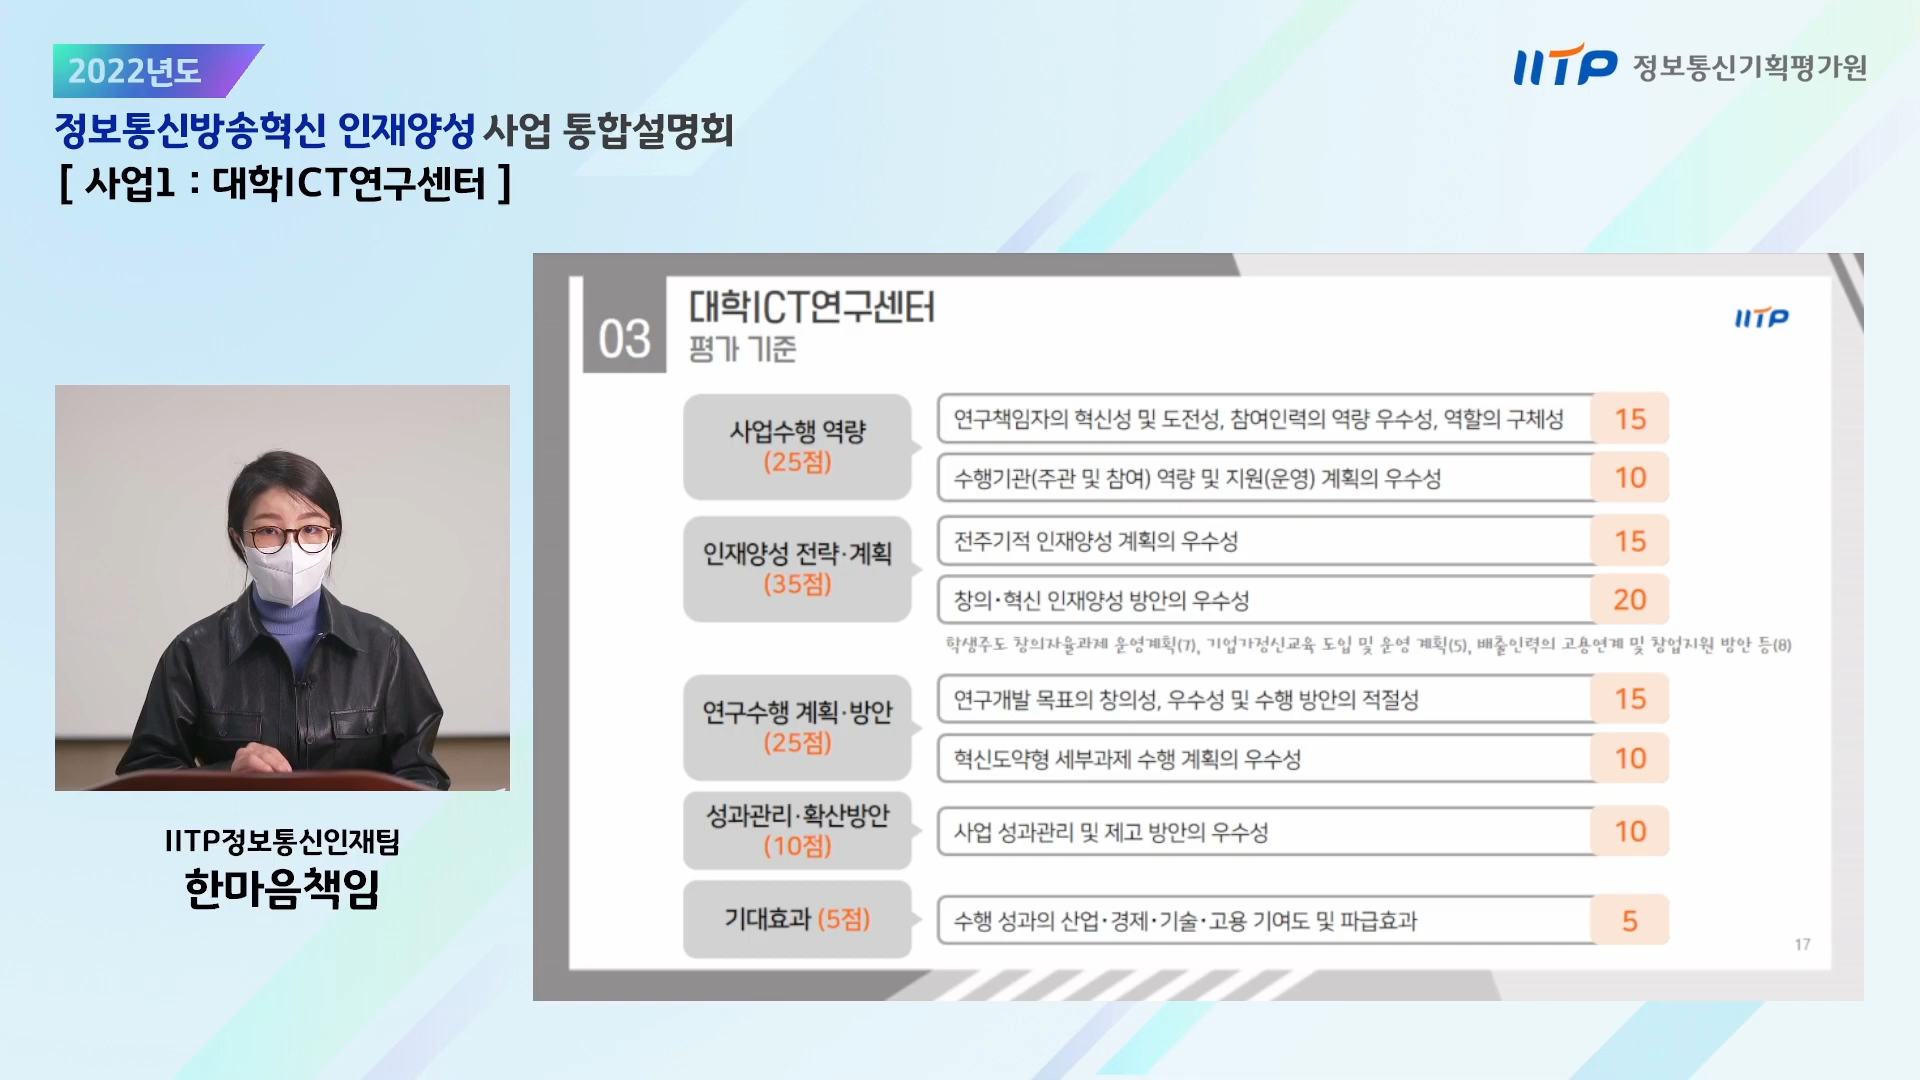 2022년도
정보통신방송혁신 인재양성 사업 통합설명회
[ 사업1 : 대학ICT연구센터 ]
IITP 정보통신기획평가원
03
대학ICT연구센터
평가 기준
IITP
사업수행 역량
(25점)
연구책임자의 혁신성 및 도전성, 참여인력의 역량 우수성, 역할의 구체성 15
수행기관(주관 및 참여) 역량 및 지원(운영) 계획의 우수성 10
인재양성 전략·계획
(35점)
전주기적 인재양성 계획의 우수성 15
창의·혁신 인재양성 방안의 우수성 20
학생주도 창의자율과제 운영계획(7), 기업가정신교육 도입 및 운영 계획(5), 배출인력의 고용연계 및 창업지원 방안 등(8)
연구수행 계획·방안
(25점)
연구개발 목표의 창의성, 우수성 및 수행 방안의 적절성 15
혁신도약형 세부과제 수행 계획의 우수성 10
성과관리·확산방안
(10점)
사업 성과관리 및 제고 방안의 우수성 10
기대효과 (5점)
수행 성과의 산업·경제·기술·고용 기여도 및 파급효과 5
17
IITP정보통신인재팀
한마음책임